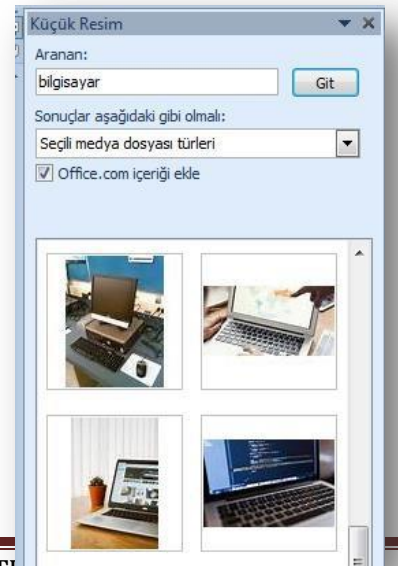 Küçük Resim
Aranan:
bilgisayar
Git
Sonuçlar aşağıdaki gibi olmalı:
Seçili medya dosyası türleri
Office.com içeriği ekle